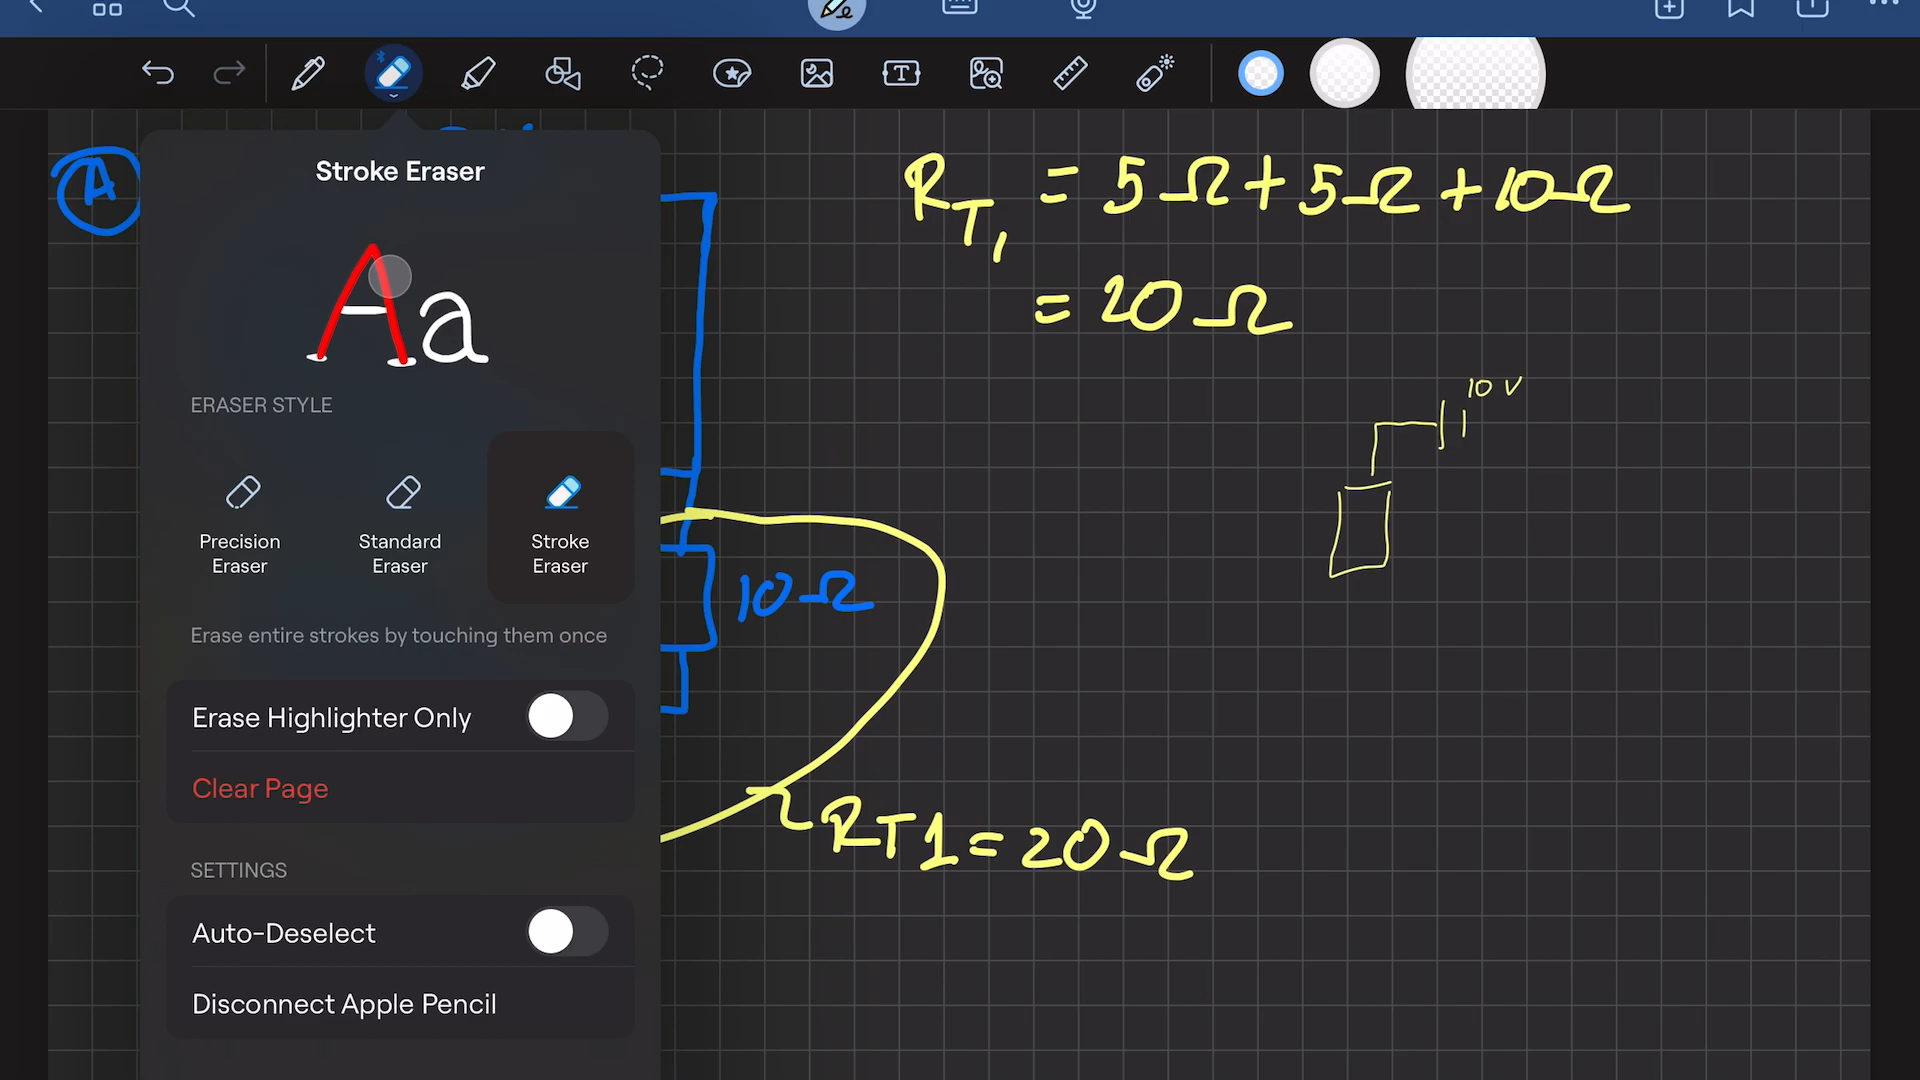 A
Stroke Eraser
Aa
ERASER STYLE
Precision Eraser
Standard Eraser
Stroke Eraser
Erase entire strokes by touching them once
Erase Highlighter Only
Clear Page
SETTINGS
Auto-Deselect
Disconnect Apple Pencil
RT1 = 5Ω + 5Ω + 10Ω
= 20Ω
10 V
10Ω
RT1 = 20Ω